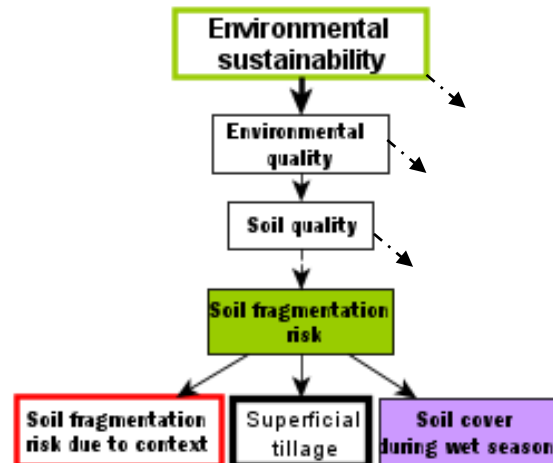 Environmental
sustainability
Environmental
quality
Soil quality
Soil fragmentation
risk
Soil fragmentation
risk due to context
Superficial
tillage
Soil cover
during wet season